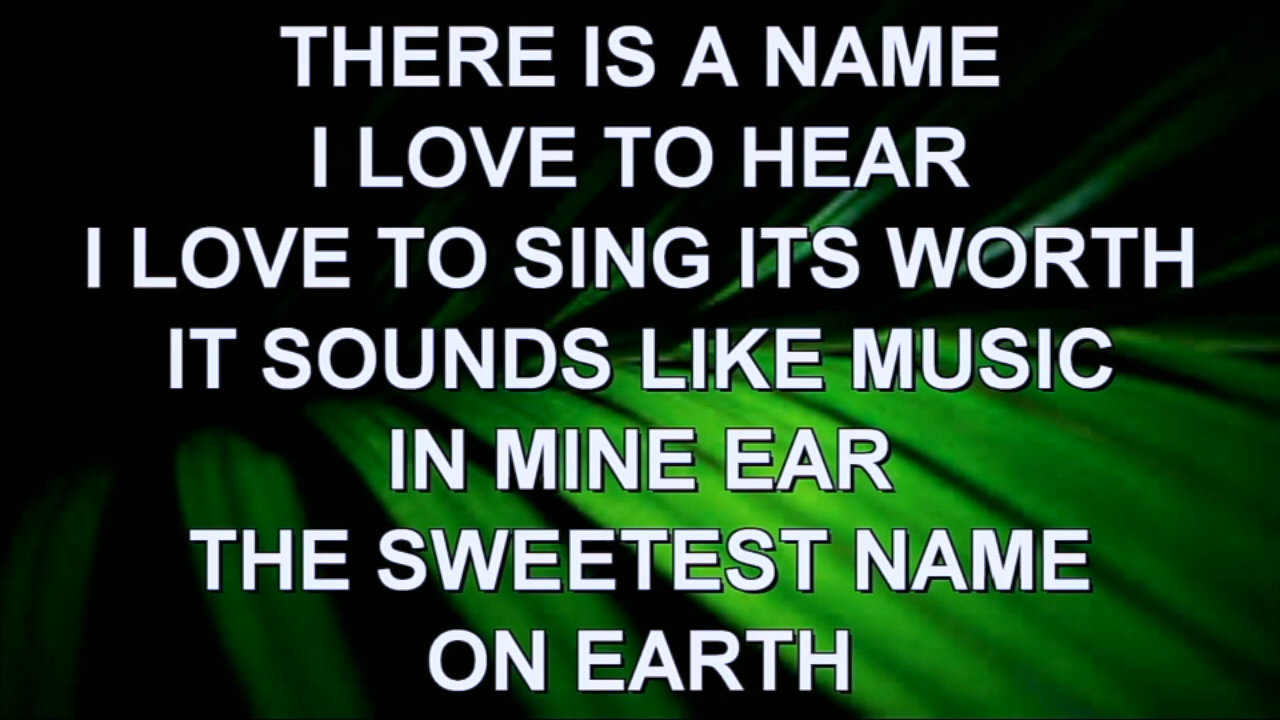 THERE IS A NAME
I LOVE TO HEAR
I LOVE TO SING ITS WORTH
IT SOUNDS LIKE MUSIC
IN MINE EAR
THE SWEETEST NAME
ON EARTH